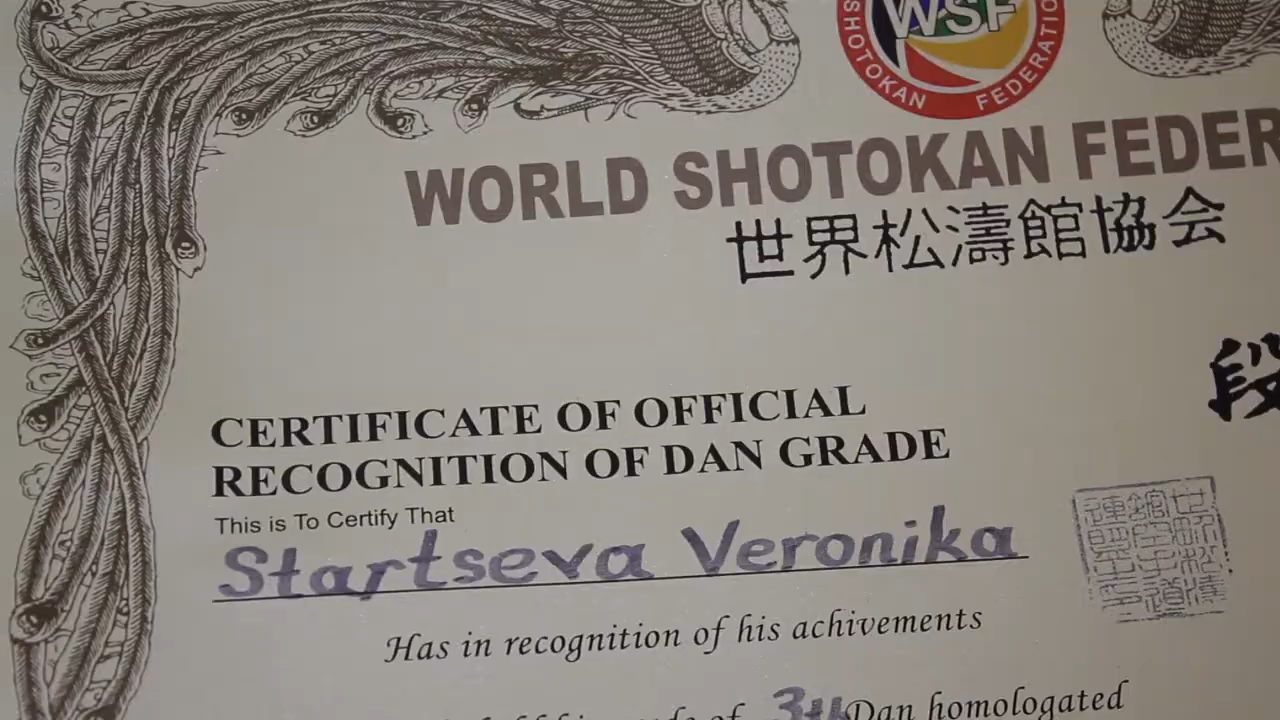 WSF
SHOTOKAN FEDERATIO
WORLD SHOTOKAN FEDER
世界松濤館協会
段
CERTIFICATE OF OFFICIAL
RECOGNITION OF DAN GRADE
This is To Certify That
Startseva Veronika
Has in recognition of his achivements
of Dan homologated